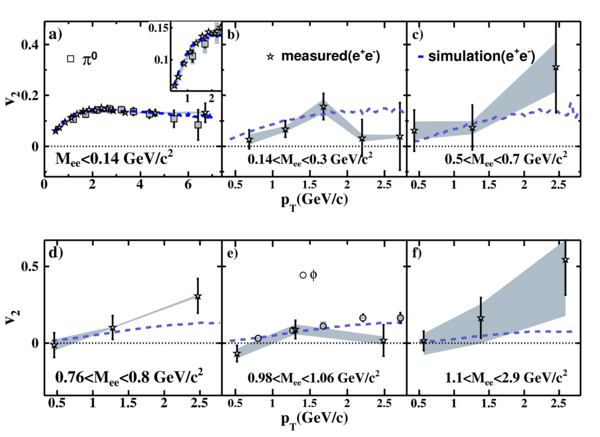 a)
π⁰
0.15
0.1
1 2
b)
measured(e⁺e⁻)
c)
simulation(e⁺e⁻)
v₂
0.4
0.2
0
M_ee<0.14 GeV/c²
0.14<M_ee<0.3 GeV/c²
0.5<M_ee<0.7 GeV/c²
0 2 4 6
0.5 1 1.5 2 2.5
0.5 1 1.5 2 2.5
p_T(GeV/c)
d)
e)
ϕ
f)
v₂
0.5
0
0.76<M_ee<0.8 GeV/c²
0.98<M_ee<1.06 GeV/c²
1.1<M_ee<2.9 GeV/c²
0.5 1 1.5 2 2.5
0.5 1 1.5 2 2.5
0.5 1 1.5 2 2.5
p_T(GeV/c)